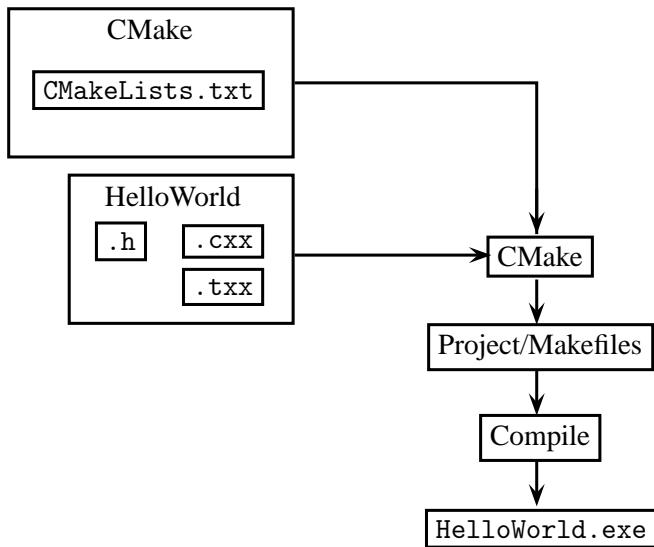 CMake
CMakeLists.txt
HelloWorld
.h
.cxx
.txx
CMake
Project/Makefiles
Compile
HelloWorld.exe